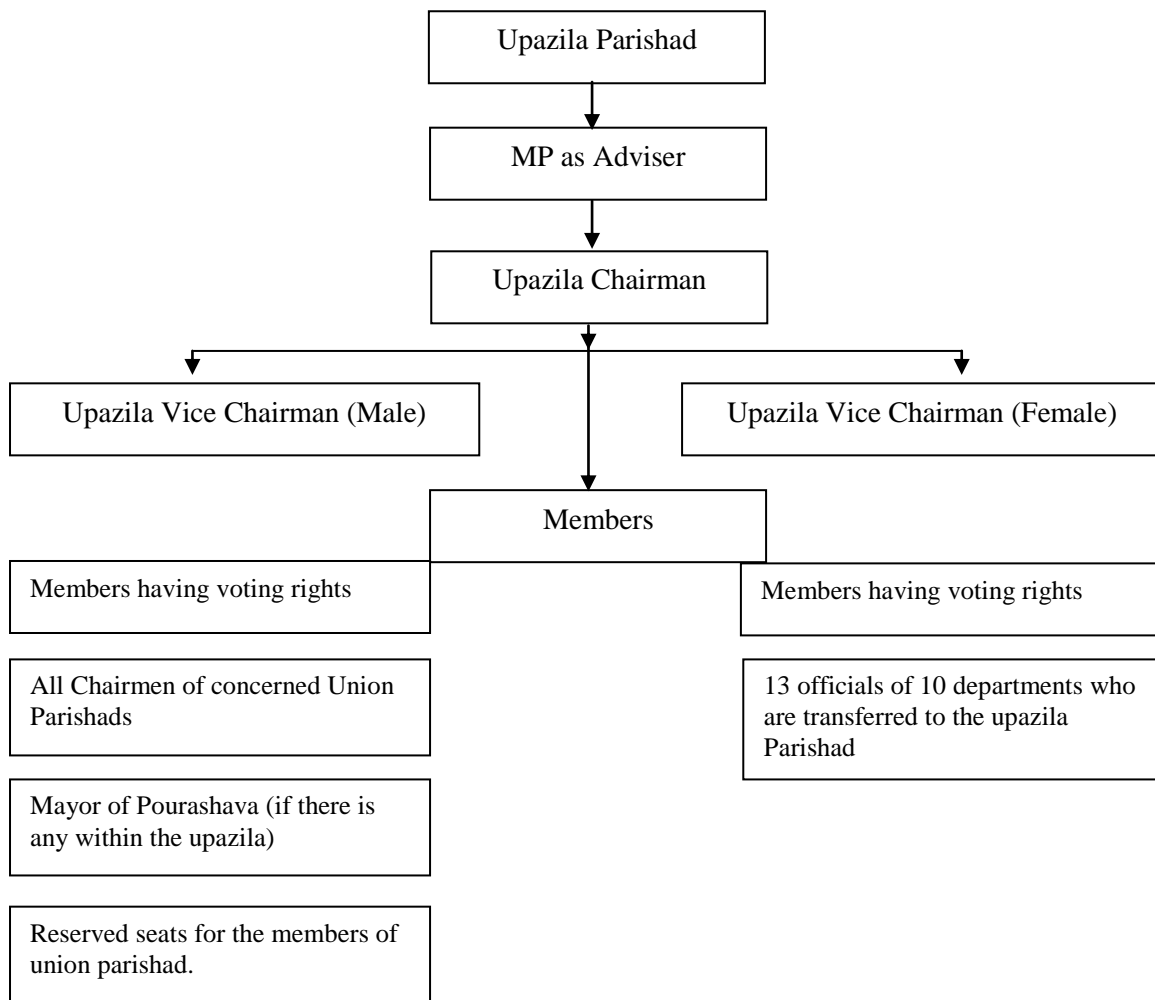 Upazila Parishad
MP as Adviser
Upazila Chairman
Upazila Vice Chairman (Male)
Upazila Vice Chairman (Female)
Members
Members having voting rights
All Chairmen of concerned Union
Parishads
Mayor of Pourashava (if there is
any within the upazila)
Reserved seats for the members of
union parishad.
Members having voting rights
13 officials of 10 departments who
are transferred to the upazila
Parishad